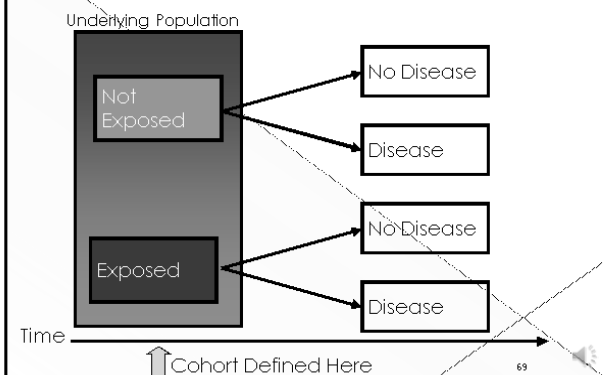 Underlying Population
Not
Exposed
No Disease
Disease
Exposed
No Disease
Disease
Time
Cohort Defined Here
69